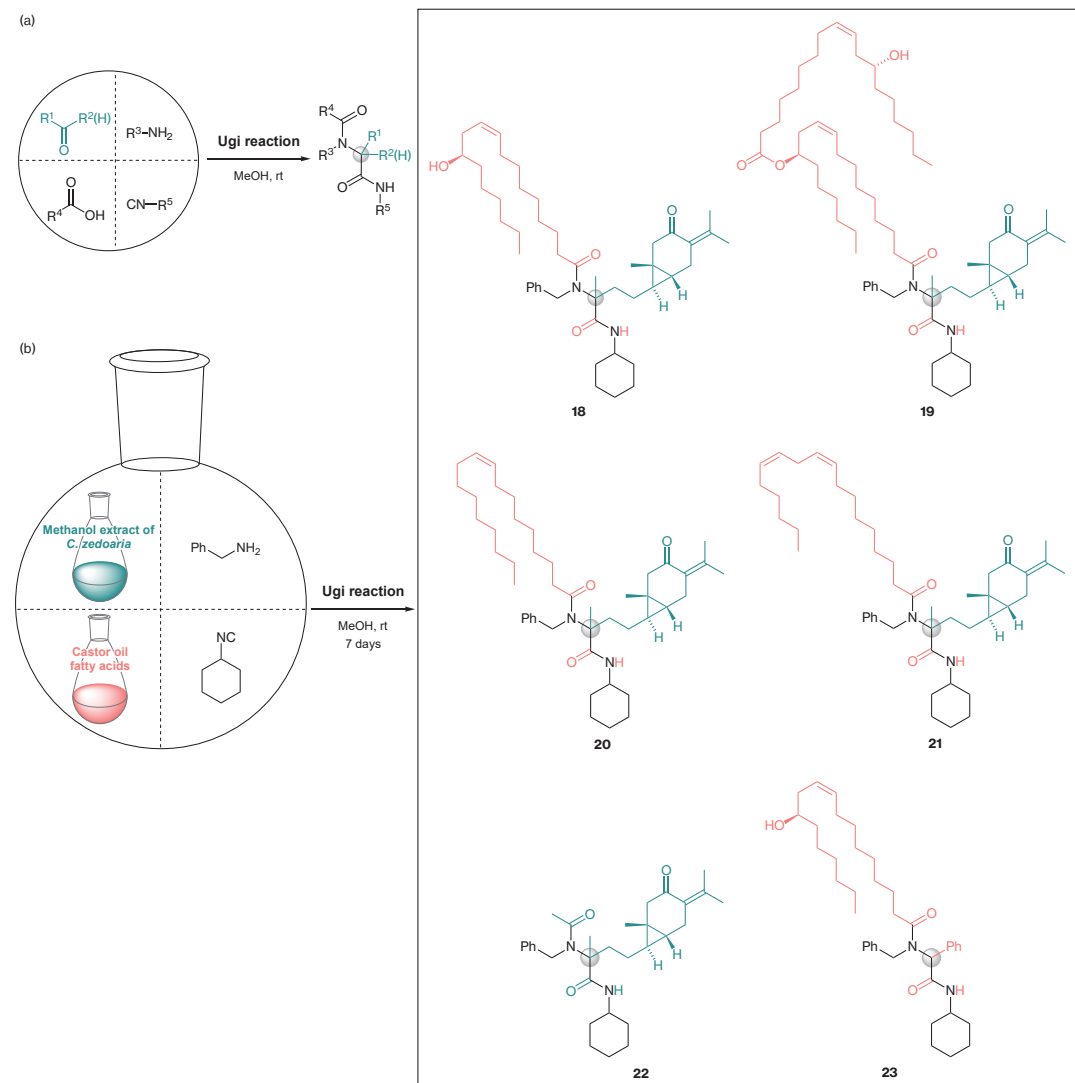 (a)
R1
R2(H)
O
R3–NH2
O
R4
OH
CN–R5
Ugi reaction
MeOH, rt
R4
O
R1
N
R3
R2(H)
O
NH
R5
(b)
Methanol extract of
C. zedoaria
Ph
NH2
Castor oil
fatty acids
NC
Ugi reaction
MeOH, rt
7 days
HO
O
O
Ph
N
H
H
O
NH
18
OH
O
O
O
O
Ph
N
H
H
O
NH
19
O
O
Ph
N
H
H
O
NH
20
O
O
Ph
N
H
H
O
NH
21
O
O
Ph
N
H
H
O
NH
22
HO
O
Ph
N
Ph
O
NH
23